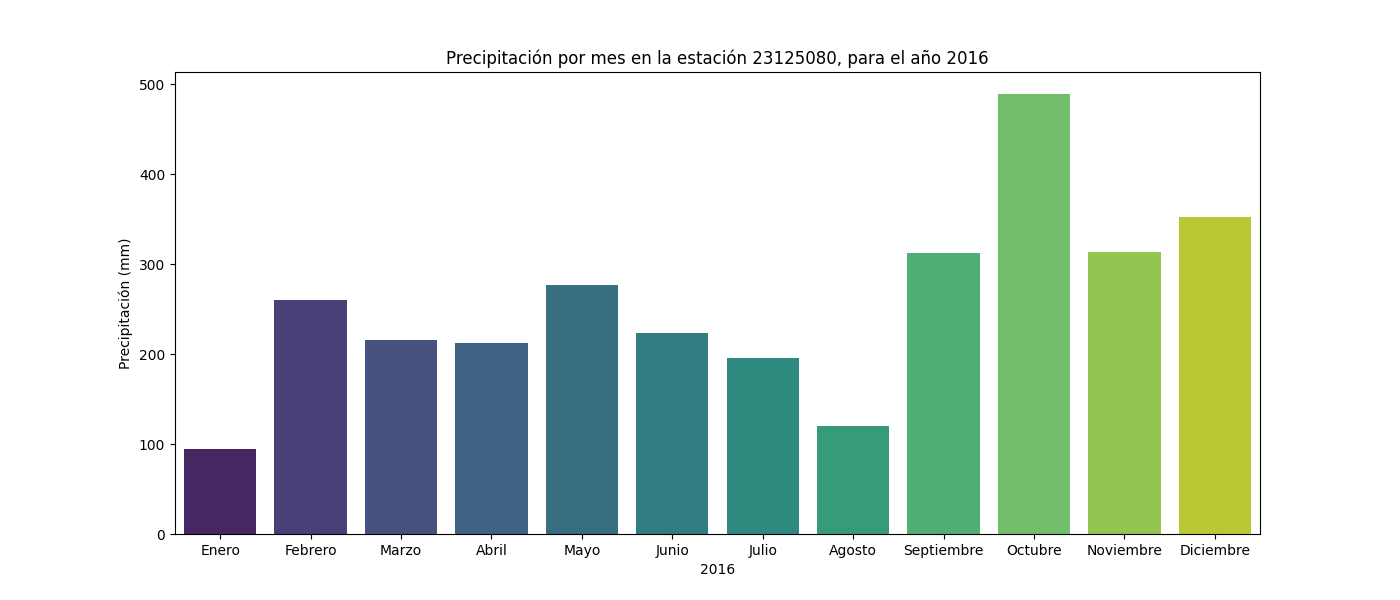 Precipitación por mes en la estación 23125080, para el año 2016
Precipitación (mm)
500
400
300
200
100
0
Enero Febrero Marzo Abril Mayo Junio Julio Agosto Septiembre Octubre Noviembre Diciembre
2016